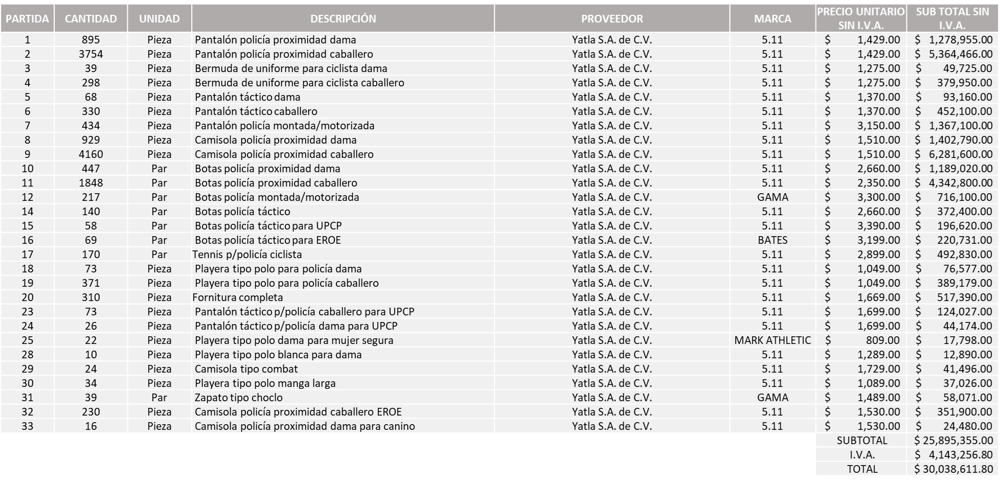 PARTIDA CANTIDAD UNIDAD DESCRIPCIÓN PROVEEDOR MARCA PRECIO UNITARIO SIN I.V.A. SUB TOTAL SIN I.V.A.
1 895 Pieza Pantalón policía proximidad dama Yatla S.A. de C.V. 5.11 $ 1,429.00 $ 1,278,955.00
2 3754 Pieza Pantalón policía proximidad caballero Yatla S.A. de C.V. 5.11 $ 1,429.00 $ 5,364,466.00
3 39 Pieza Bermuda de uniforme para ciclista dama Yatla S.A. de C.V. 5.11 $ 1,275.00 $ 49,725.00
4 298 Pieza Bermuda de uniforme para ciclista caballero Yatla S.A. de C.V. 5.11 $ 1,275.00 $ 379,950.00
5 68 Pieza Pantalón táctico dama Yatla S.A. de C.V. 5.11 $ 1,370.00 $ 93,160.00
6 330 Pieza Pantalón táctico caballero Yatla S.A. de C.V. 5.11 $ 1,370.00 $ 452,100.00
7 434 Pieza Pantalón policía montada/motorizada Yatla S.A. de C.V. 5.11 $ 3,150.00 $ 1,367,100.00
8 929 Pieza Camisola policía proximidad dama Yatla S.A. de C.V. 5.11 $ 1,510.00 $ 1,402,790.00
9 4160 Pieza Camisola policía proximidad caballero Yatla S.A. de C.V. 5.11 $ 1,510.00 $ 6,281,600.00
10 447 Par Botas policía proximidad dama Yatla S.A. de C.V. 5.11 $ 2,660.00 $ 1,189,020.00
11 1848 Par Botas policía proximidad caballero Yatla S.A. de C.V. 5.11 $ 2,350.00 $ 4,342,800.00
12 217 Par Botas policía montada/motorizada Yatla S.A. de C.V. GAMA $ 3,300.00 $ 716,100.00
14 140 Par Botas policía táctico Yatla S.A. de C.V. 5.11 $ 2,660.00 $ 372,400.00
15 58 Par Botas policía táctico para UPCP Yatla S.A. de C.V. 5.11 $ 3,390.00 $ 196,620.00
16 69 Par Botas policía táctico para EROE Yatla S.A. de C.V. BATES $ 3,199.00 $ 220,731.00
17 170 Par Tennis p/policía ciclista Yatla S.A. de C.V. 5.11 $ 2,899.00 $ 492,830.00
18 73 Pieza Playera tipo polo para policía dama Yatla S.A. de C.V. 5.11 $ 1,049.00 $ 76,577.00
19 371 Pieza Playera tipo polo para policía caballero Yatla S.A. de C.V. 5.11 $ 1,049.00 $ 389,179.00
20 310 Pieza Fornitura completa Yatla S.A. de C.V. 5.11 $ 1,669.00 $ 517,390.00
23 73 Pieza Pantalón táctico p/policía caballero para UPCP Yatla S.A. de C.V. 5.11 $ 1,699.00 $ 124,027.00
24 26 Pieza Pantalón táctico p/policía dama para UPCP Yatla S.A. de C.V. 5.11 $ 1,699.00 $ 44,174.00
25 22 Pieza Playera tipo polo dama para mujer segura Yatla S.A. de C.V. MARK ATHLETIC $ 809.00 $ 17,798.00
28 10 Pieza Playera tipo polo blanca para dama Yatla S.A. de C.V. 5.11 $ 1,289.00 $ 12,890.00
29 24 Pieza Camisola tipo combat Yatla S.A. de C.V. 5.11 $ 1,729.00 $ 41,496.00
30 34 Pieza Playera tipo polo manga larga Yatla S.A. de C.V. 5.11 $ 1,089.00 $ 37,026.00
31 39 Par Zapato tipo choclo Yatla S.A. de C.V. GAMA $ 1,489.00 $ 58,071.00
32 230 Pieza Camisola policía proximidad caballero EROE Yatla S.A. de C.V. 5.11 $ 1,530.00 $ 351,900.00
33 16 Pieza Camisola policía proximidad dama para canino Yatla S.A. de C.V. 5.11 $ 1,530.00 $ 24,480.00
SUBTOTAL $ 25,895,355.00
I.V.A. $ 4,143,256.80
TOTAL $ 30,038,611.80